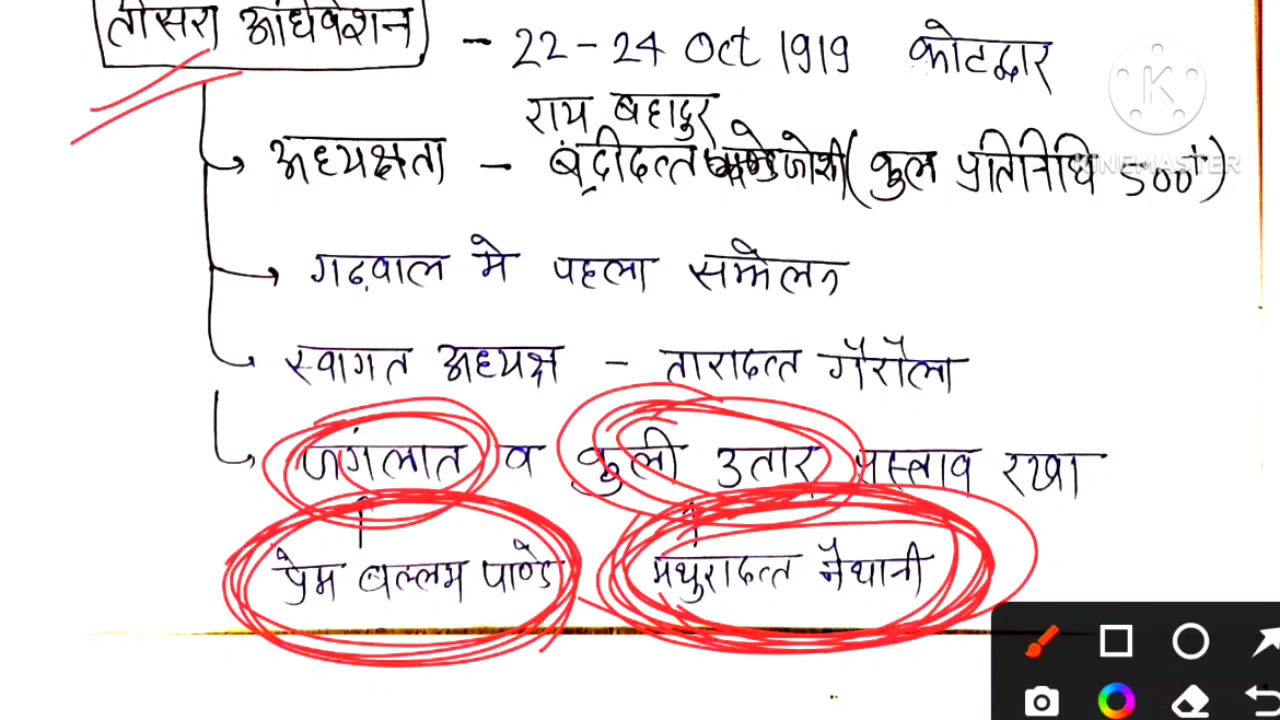 तीसरा अधिवेशन - 22-24 Oct 1919 कोटद्वार
राय बहादुर
अध्यक्षता - बद्रीदत्त जोशी (कुल प्रतिनिधि 500+)
KINEMASTER
गढ़वाल मे पहला सम्मेलन
स्वागत अध्यक्ष - तारादत्त गैरोला
जंगलात व कुली उतार प्रस्ताव रखा
प्रेम बल्लभ पाण्डे मथुरादत्त नैथानी